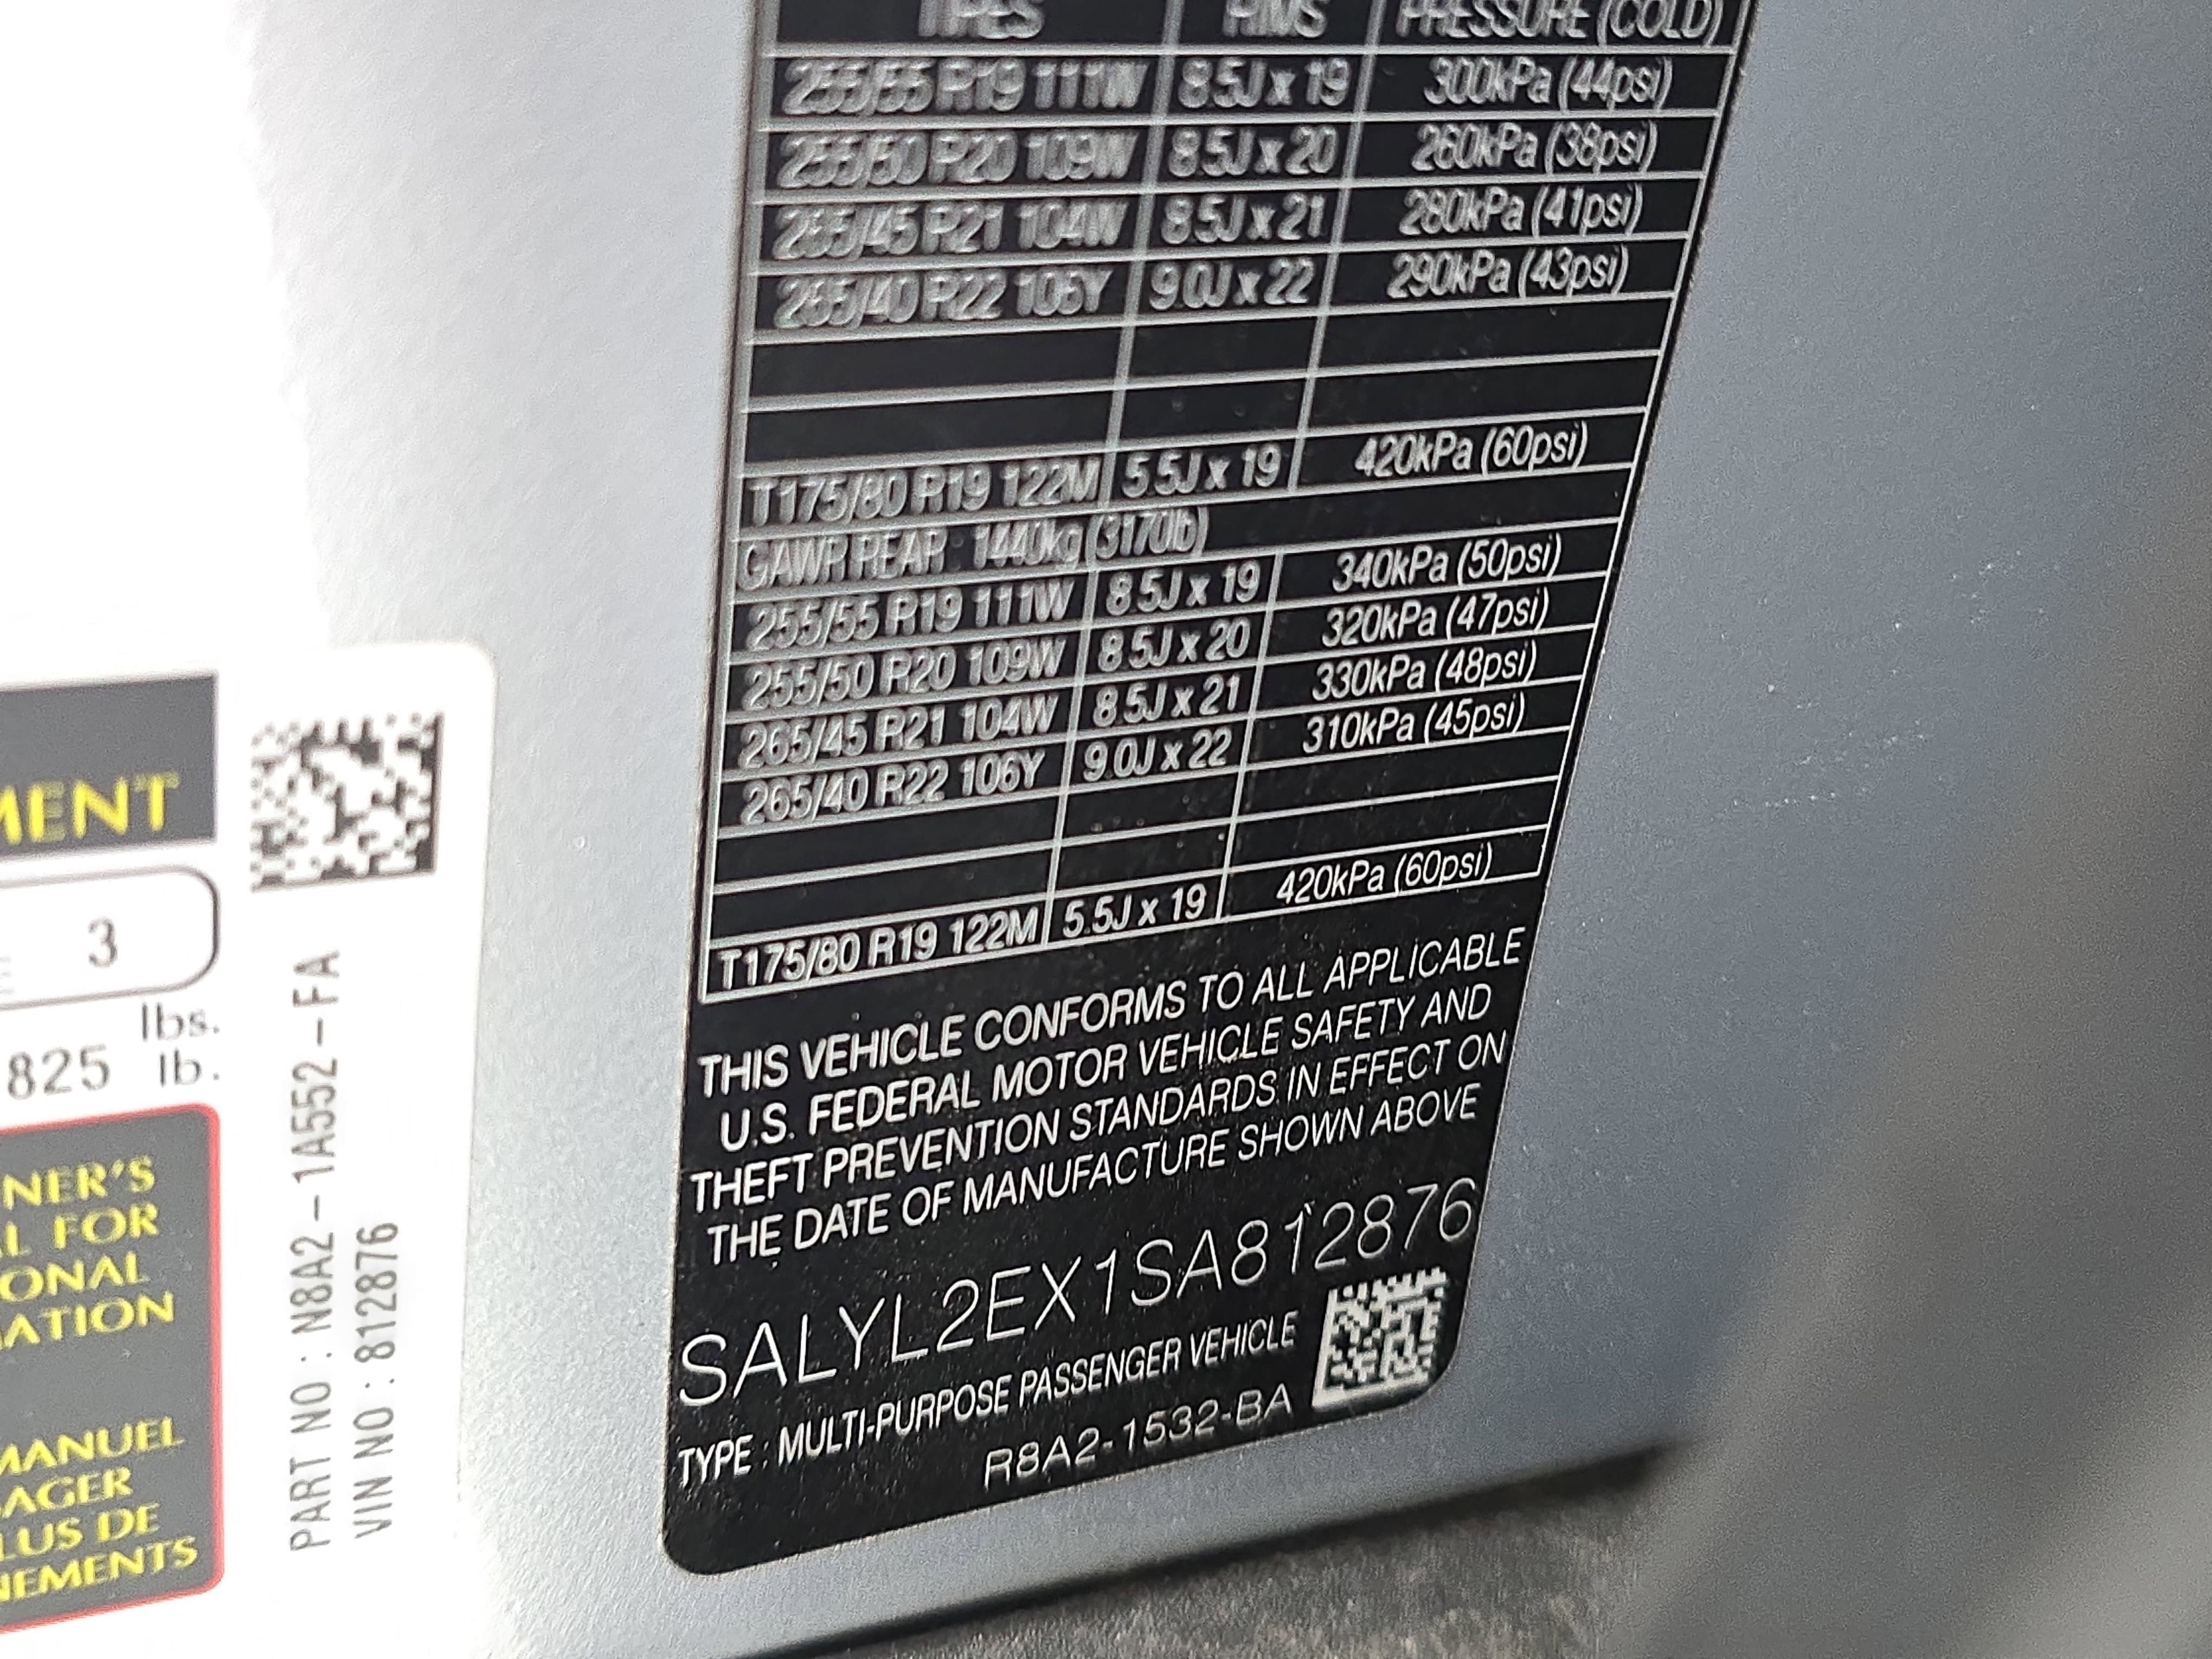 MENT
3
lbs.
825 lb.
NER'S
L FOR
ONAL
ATION
MANUEL
AGER
LUS DE
NEMENTS
PART NO : N8A2-1A552-FA
VIN NO : 812876
TYPES RIMS PRESSURE (COLD)
255/55 R19 111W 8.5J x 19 300kPa (44psi)
255/50 R20 109W 8.5J x 20 260kPa (38psi)
265/45 R21 104W 8.5J x 21 280kPa (41psi)
265/40 R22 106Y 9.0J x 22 290kPa (43psi)
T175/80 R19 122M 5.5J x 19 420kPa (60psi)
GAWR REAR : 1440kg (3170lb)
255/55 R19 111W 8.5J x 19 340kPa (50psi)
255/50 R20 109W 8.5J x 20 320kPa (47psi)
265/45 R21 104W 8.5J x 21 330kPa (48psi)
265/40 R22 106Y 9.0J x 22 310kPa (45psi)
T175/80 R19 122M 5.5J x 19 420kPa (60psi)
THIS VEHICLE CONFORMS TO ALL APPLICABLE
U.S. FEDERAL MOTOR VEHICLE SAFETY AND
THEFT PREVENTION STANDARDS IN EFFECT ON
THE DATE OF MANUFACTURE SHOWN ABOVE
SALYL2EX1SA812876
TYPE : MULTI-PURPOSE PASSENGER VEHICLE
R8A2-1532-BA